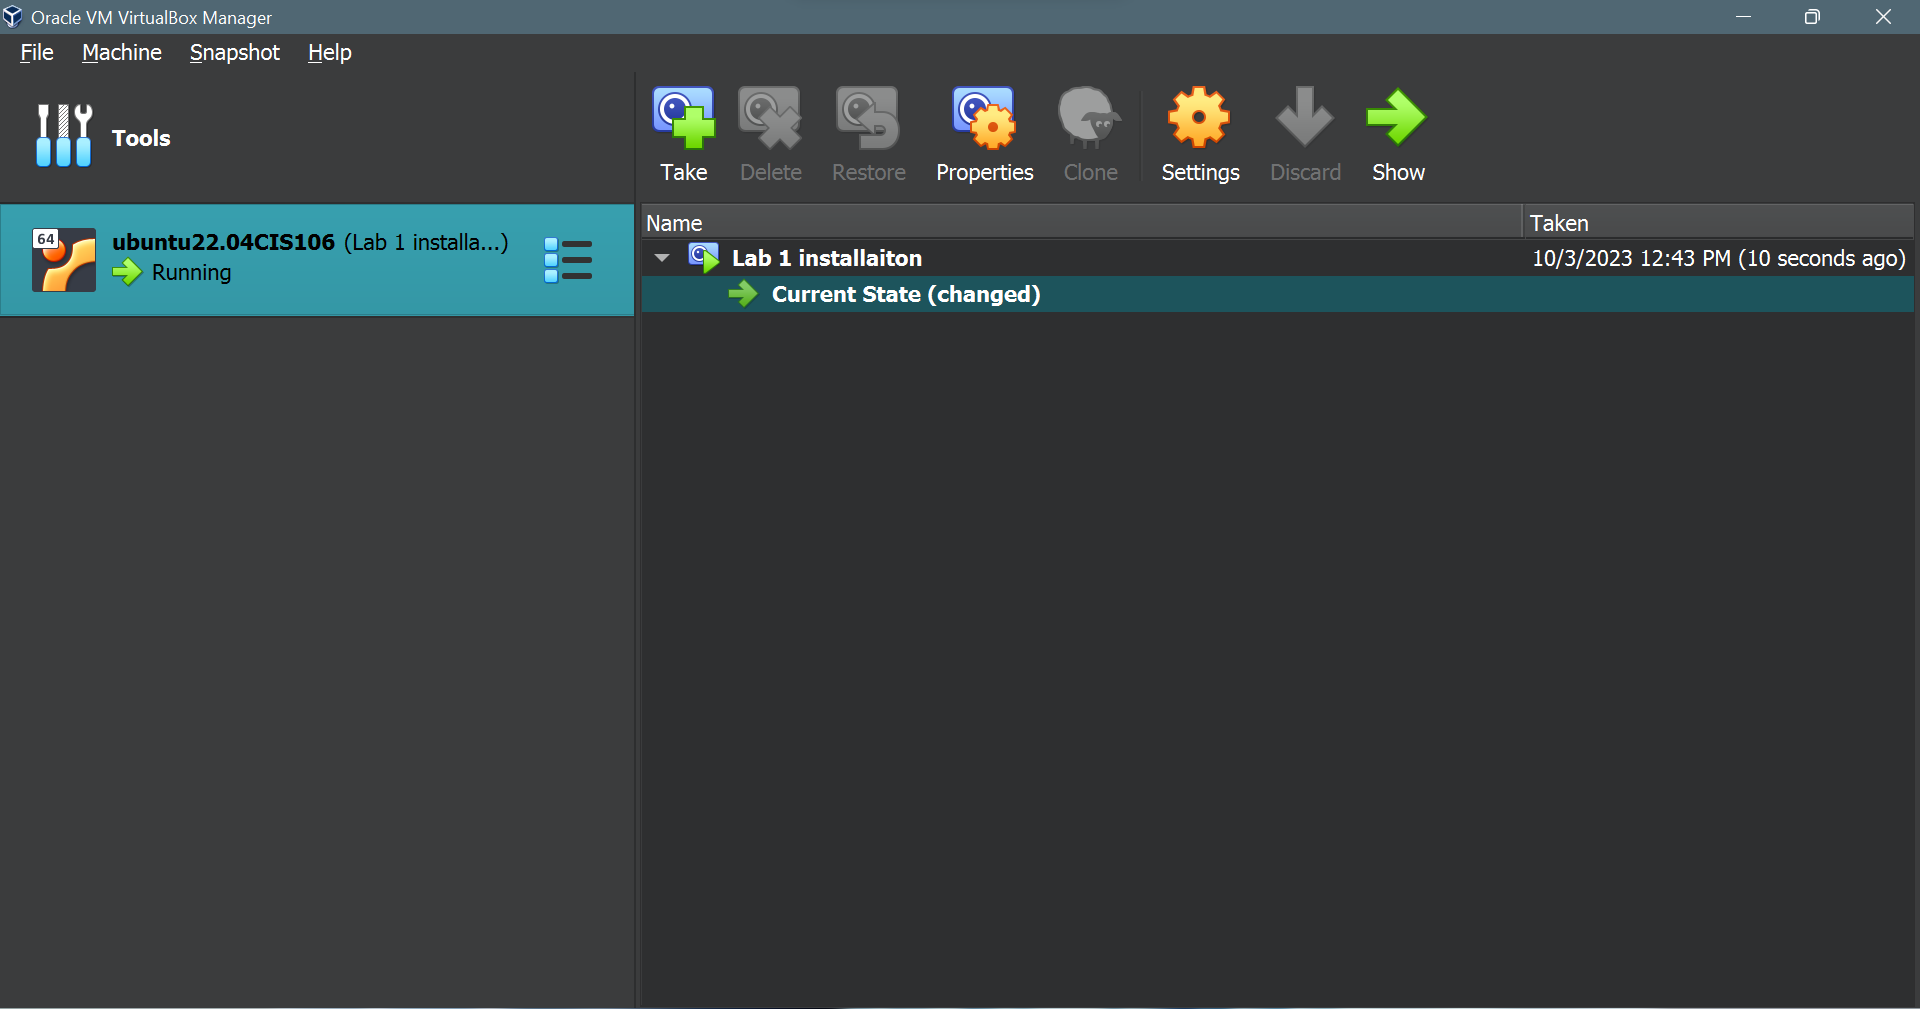 Oracle VM VirtualBox Manager
File Machine Snapshot Help
Tools
Take Delete Restore Properties Clone Settings Discard Show
64
ubuntu22.04CIS106 (Lab 1 installa...)
Running
Name Taken
Lab 1 installaiton 10/3/2023 12:43 PM (10 seconds ago)
Current State (changed)